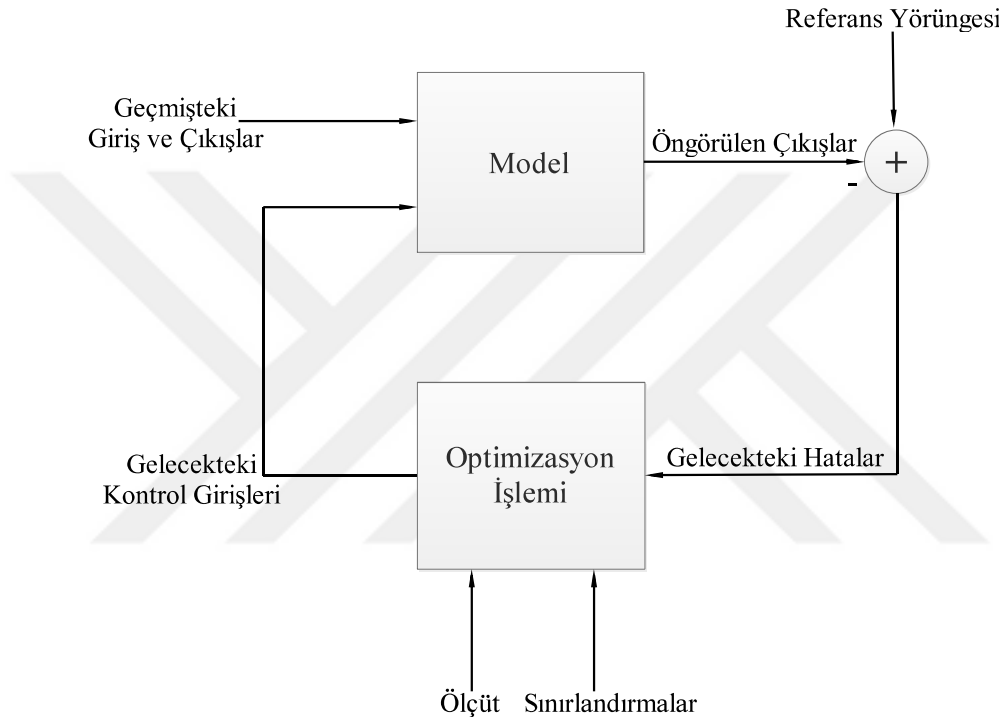 Referans Yörüngesi
Geçmişteki
Giriş ve Çıkışlar
Model
Öngörülen Çıkışlar
+
-
Gelecekteki
Kontrol Girişleri
Optimizasyon
İşlemi
Gelecekteki Hatalar
Ölçüt
Sınırlandırmalar